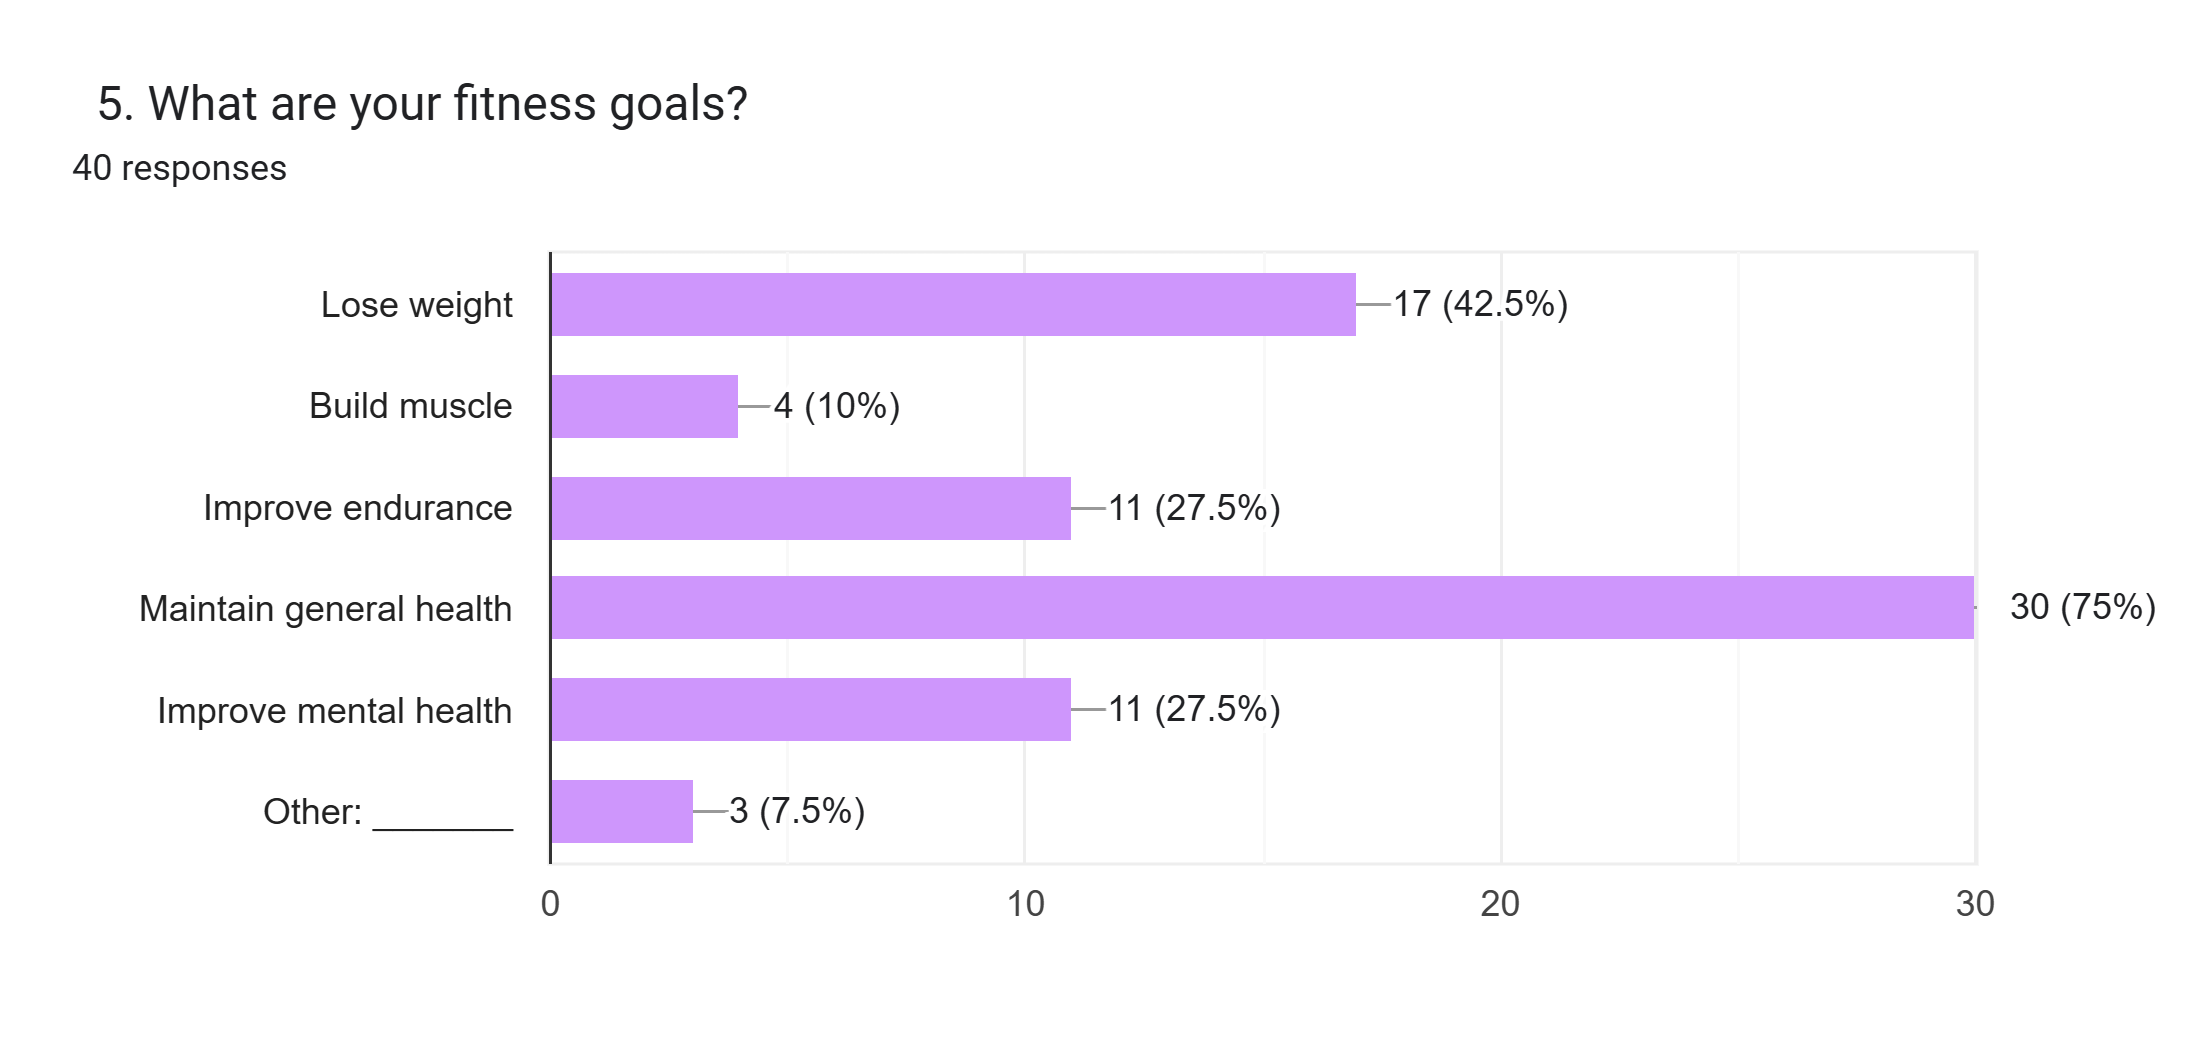 5. What are your fitness goals?
40 responses
Lose weight 17 (42.5%)
Build muscle 4 (10%)
Improve endurance 11 (27.5%)
Maintain general health 30 (75%)
Improve mental health 11 (27.5%)
Other: _______ 3 (7.5%)
0 10 20 30